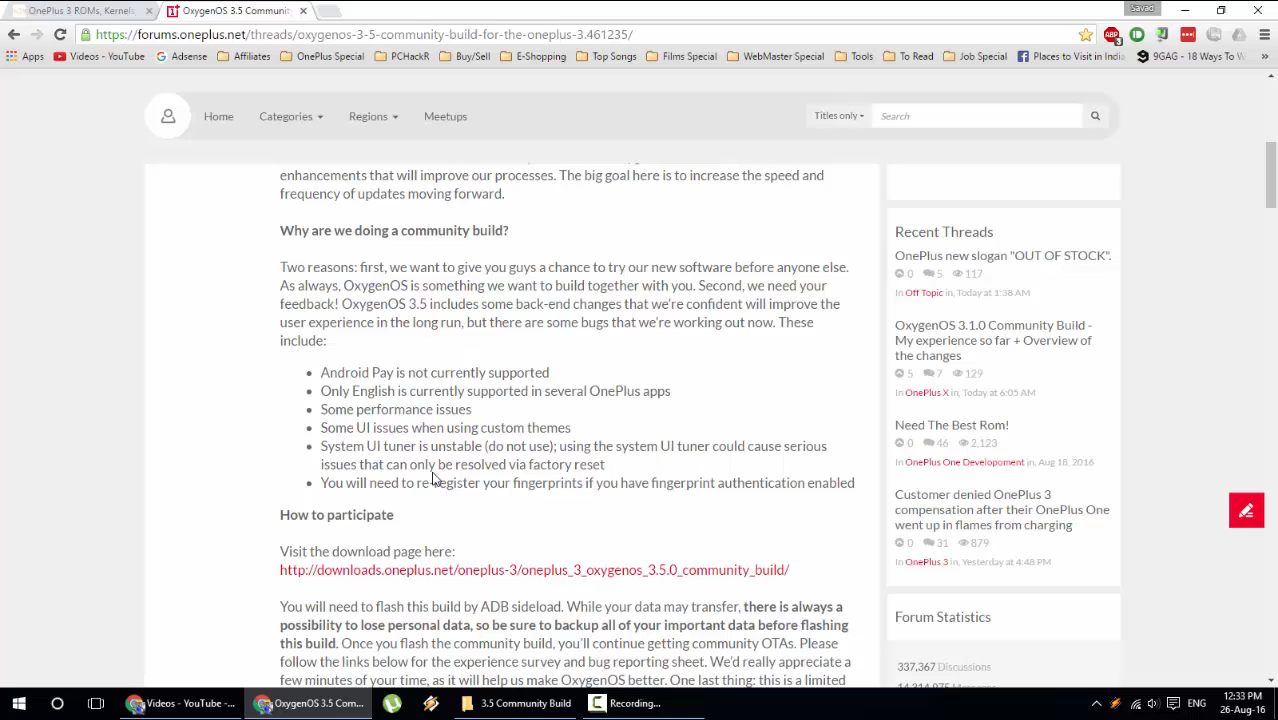 OnePlus 3 ROMs, Kernels,
OxygenOS 3.5 Communit
Savad
https://forums.oneplus.net/threads/oxygenos-3-5-community-build-for-the-oneplus-3.461235/
Apps Videos - YouTube Adsense Affiliates OnePlus Special PCHelkR Buy/Sell E-Shopping Top Songs Films Special WebMaster Special Tools To Read Job Special Places to Visit in India 9GAG - 18 Ways To W
Home Categories Regions Meetups Titles only Search
enhancements that will improve our processes. The big goal here is to increase the speed and
frequency of updates moving forward.
Why are we doing a community build?
Two reasons: first, we want to give you guys a chance to try our new software before anyone else.
As always, OxygenOS is something we want to build together with you. Second, we need your
feedback! OxygenOS 3.5 includes some back-end changes that we're confident will improve the
user experience in the long run, but there are some bugs that we're working out now. These
include:
• Android Pay is not currently supported
• Only English is currently supported in several OnePlus apps
• Some performance issues
• Some UI issues when using custom themes
• System UI tuner is unstable (do not use); using the system UI tuner could cause serious
issues that can only be resolved via factory reset
• You will need to re-register your fingerprints if you have fingerprint authentication enabled
How to participate
Visit the download page here:
http://downloads.oneplus.net/oneplus-3/oneplus_3_oxygenos_3.5.0_community_build/
You will need to flash this build by ADB sideload. While your data may transfer, there is always a
possibility to lose personal data, so be sure to backup all of your important data before flashing
this build. Once you flash the community build, you'll continue getting community OTAs. Please
follow the links below for the experience survey and bug reporting sheet. We'd really appreciate a
few minutes of your time, as it will help us make OxygenOS better. One last thing: this is a limited
Recent Threads
OnePlus new slogan "OUT OF STOCK".
0 5 117
In Off Topic in, Today at 1:38 AM
OxygenOS 3.1.0 Community Build -
My experience so far + Overview of
the changes
5 7 129
In OnePlus X in, Today at 6:05 AM
Need The Best Rom!
0 46 2,123
In OnePlus One Developoment in, Aug 18, 2016
Customer denied OnePlus 3
compensation after their OnePlus One
went up in flames from charging
0 31 879
In OnePlus 3 in, Yesterday at 4:48 PM
Forum Statistics
337,367 Discussions
Videos - YouTube -... OxygenOS 3.5 Com... 3.5 Community Build Recording...
ENG
12:33 PM
26-Aug-16